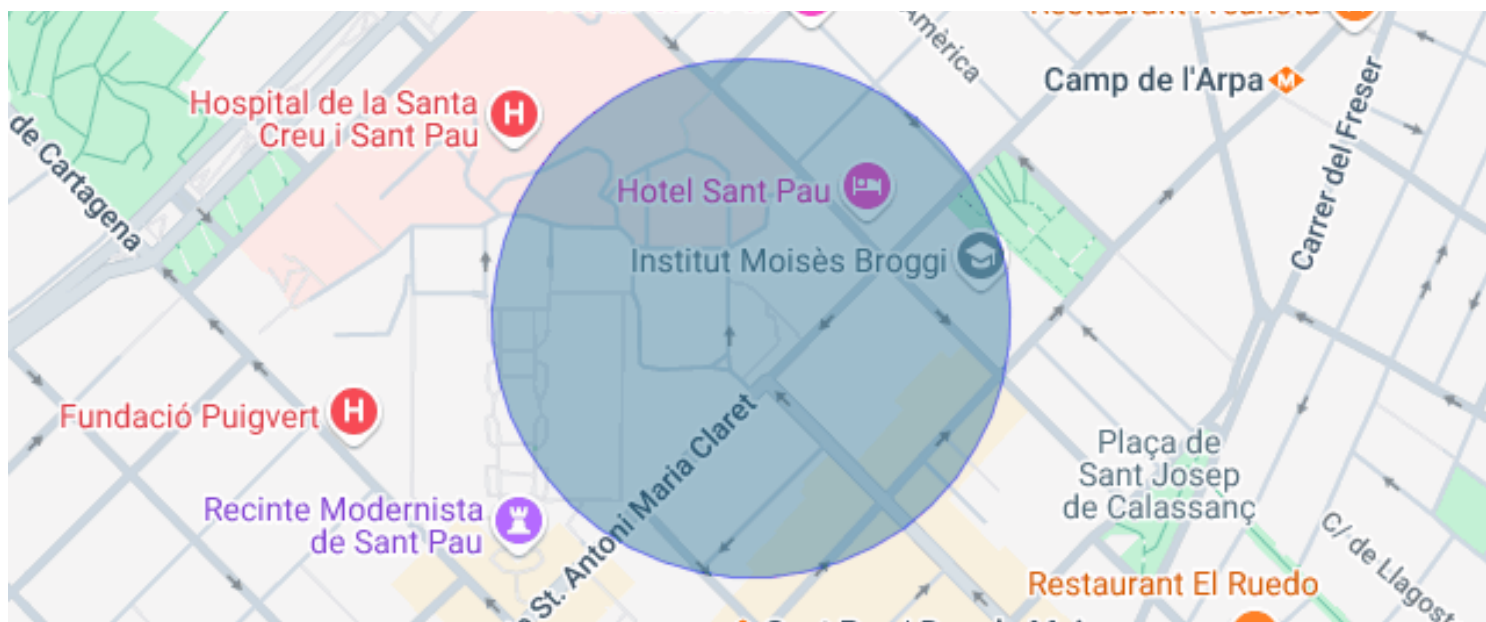 Amèrica
Camp de l'Arpa
Hospital de la Santa
Creu i Sant Pau
de Cartagena
Carrer del Freser
Hotel Sant Pau
Institut Moisès Broggi
Fundació Puigvert
St. Antoni Maria Claret
Plaça de
Sant Josep
de Calassanç
Recinte Modernista
de Sant Pau
C/ de Llagost
Restaurant El Ruedo